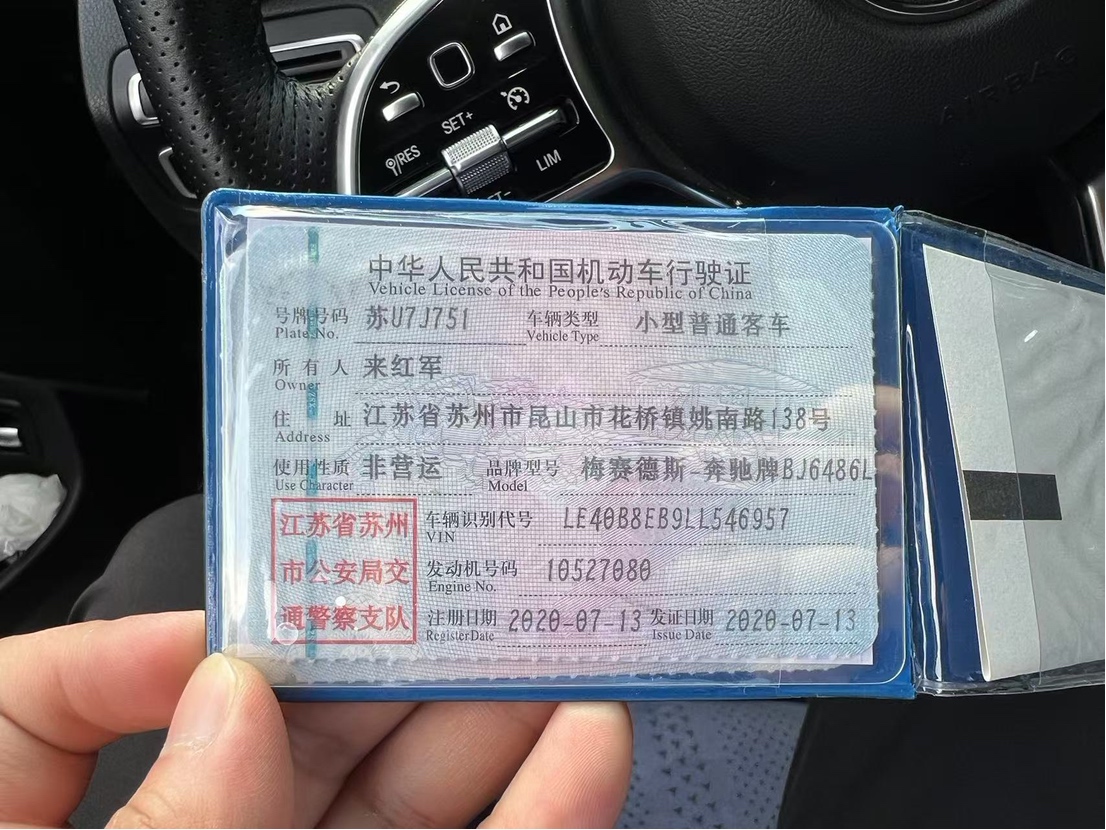 SET+
RES
LIM
AIRBAG
中华人民共和国机动车行驶证
Vehicle License of the People's Republic of China
号牌号码 苏U7J751 车辆类型 小型普通客车
Plate No. Vehicle Type
所有人 来红军
Owner
住址 江苏省苏州市昆山市花桥镇姚南路138号
Address
使用性质 非营运 品牌型号 梅赛德斯-奔驰牌BJ6486L
Use Character Model
江苏省苏州 车辆识别代号 LE40B8EB9LL546957
VIN
市公安局交 发动机号码 10527080
Engine No.
通警察支队 注册日期 2020-07-13 发证日期 2020-07-13
Register Date Issue Date